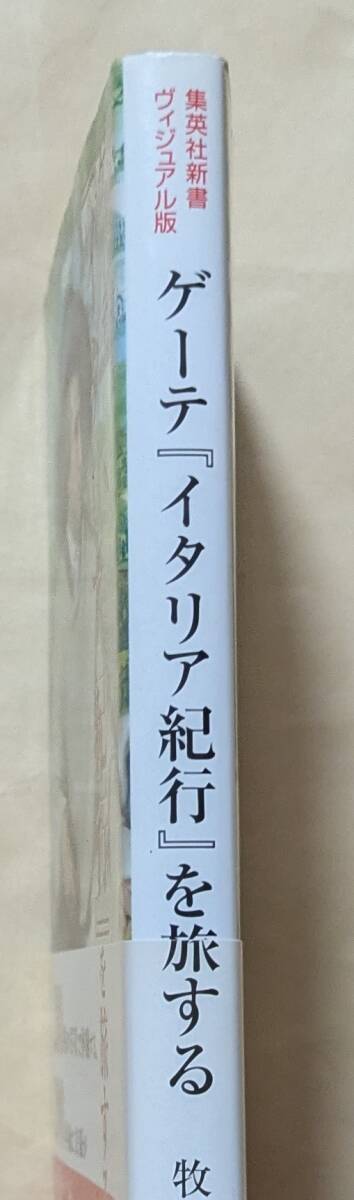 集英社新書
ヴィジュアル版
ゲーテ『イタリア紀行』を旅する
牧